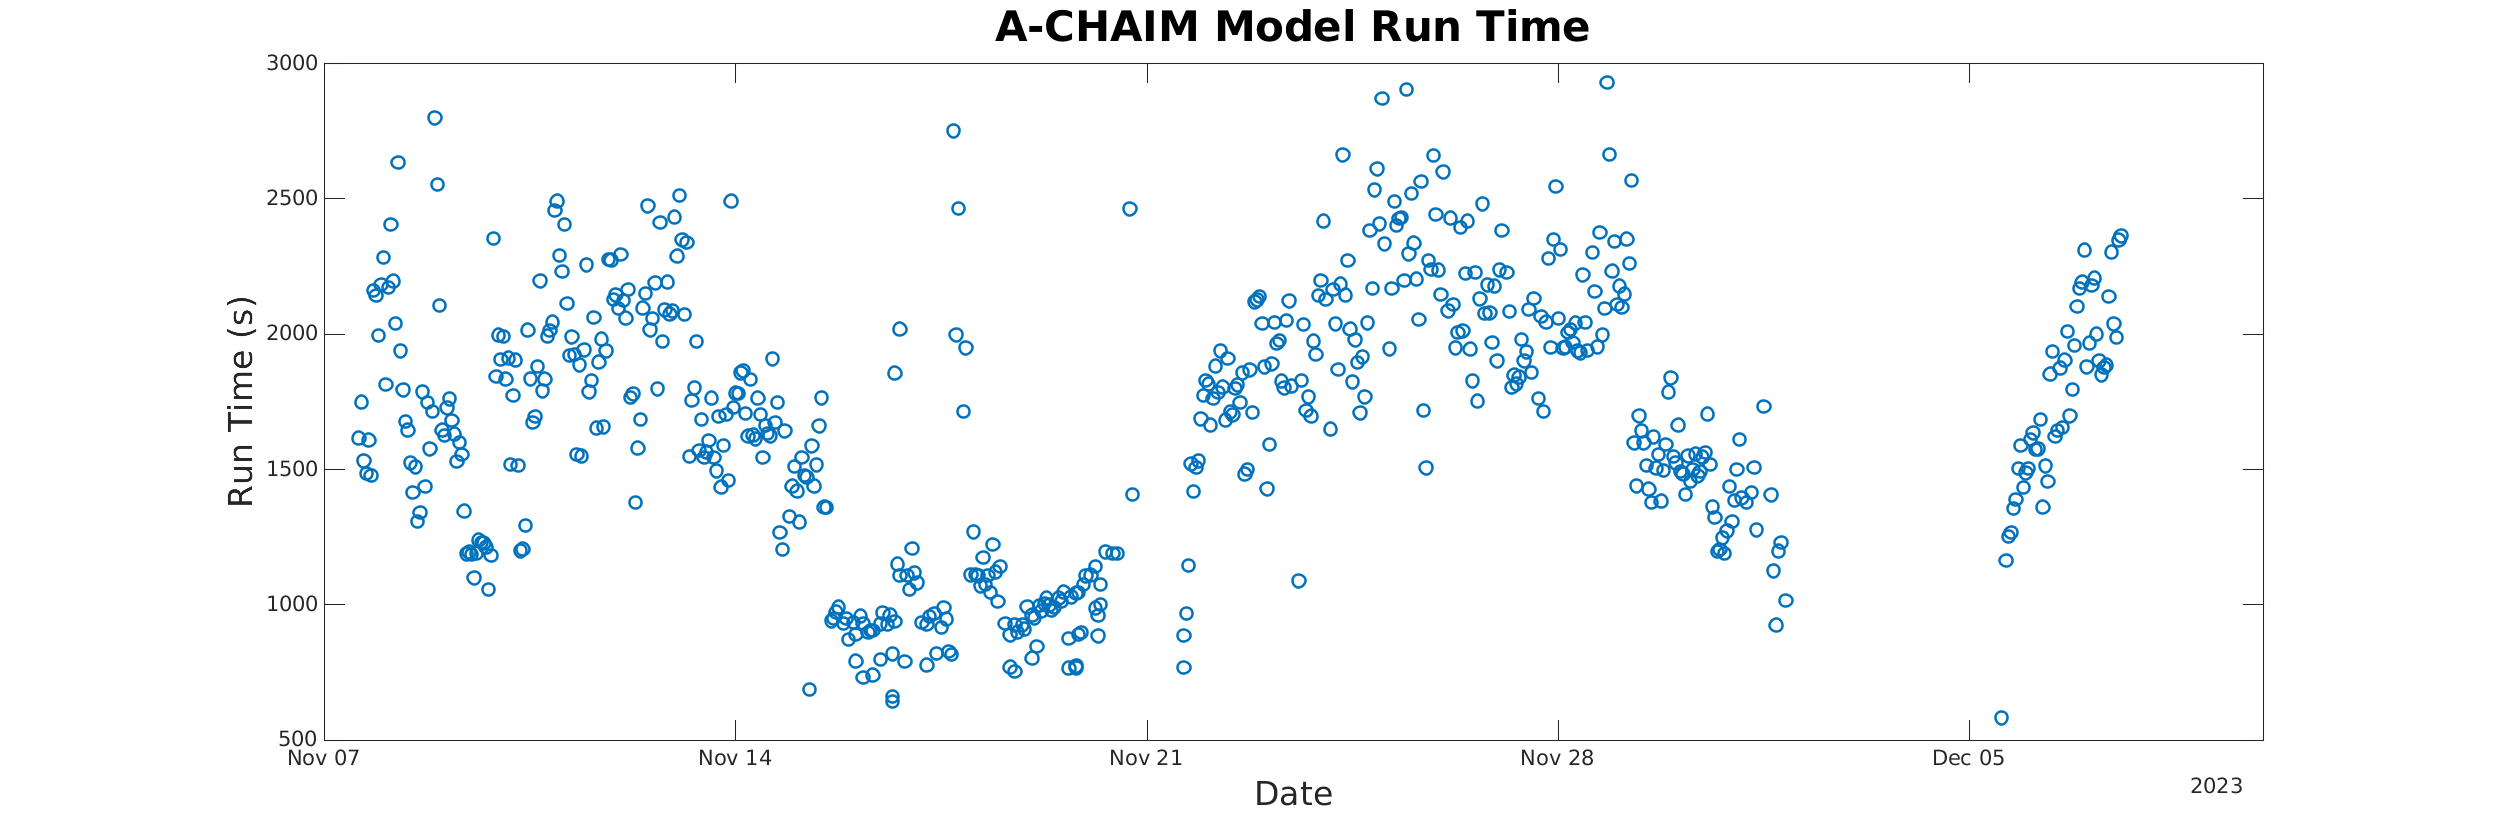 A-CHAIM Model Run Time
3000
2500
2000
1500
1000
500
Run Time (s)
Nov 07
Nov 14
Nov 21
Nov 28
Dec 05
2023
Date